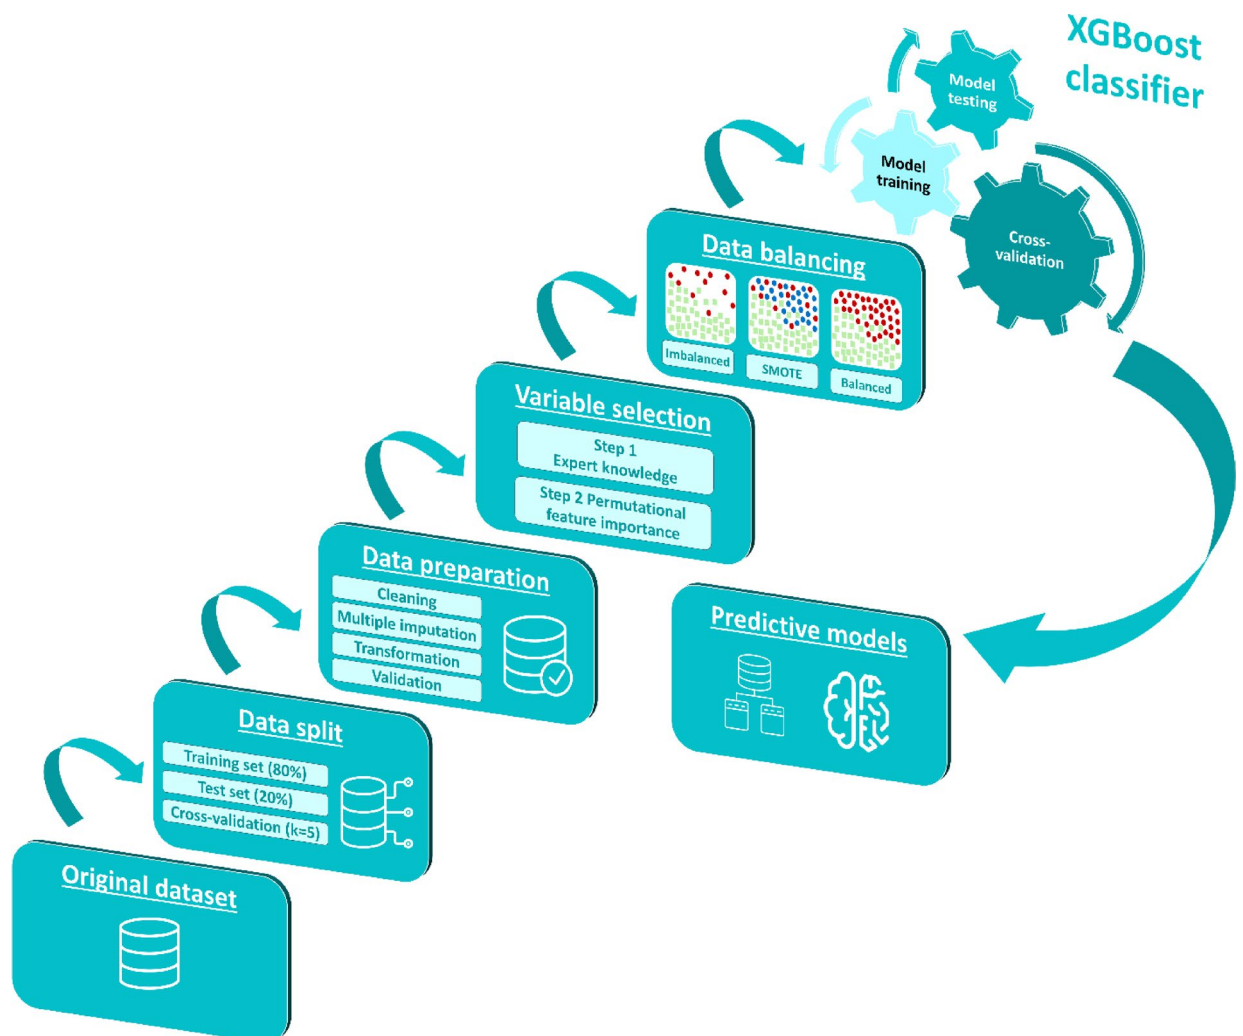 XGBoost
classifier
Model
testing
Model
training
Cross-
validation
Data balancing
Imbalanced
SMOTE
Balanced
Variable selection
Step 1
Expert knowledge
Step 2 Permutational
feature importance
Data preparation
Cleaning
Multiple imputation
Transformation
Validation
Predictive models
Data split
Training set (80%)
Test set (20%)
Cross-validation (k=5)
Original dataset